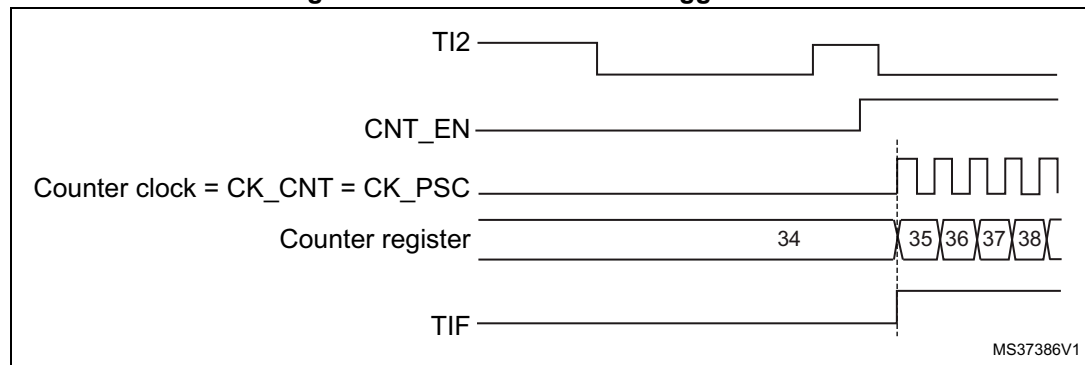 TI2
CNT_EN
Counter clock = CK_CNT = CK_PSC
Counter register 34 35 36 37 38
TIF
MS37386V1